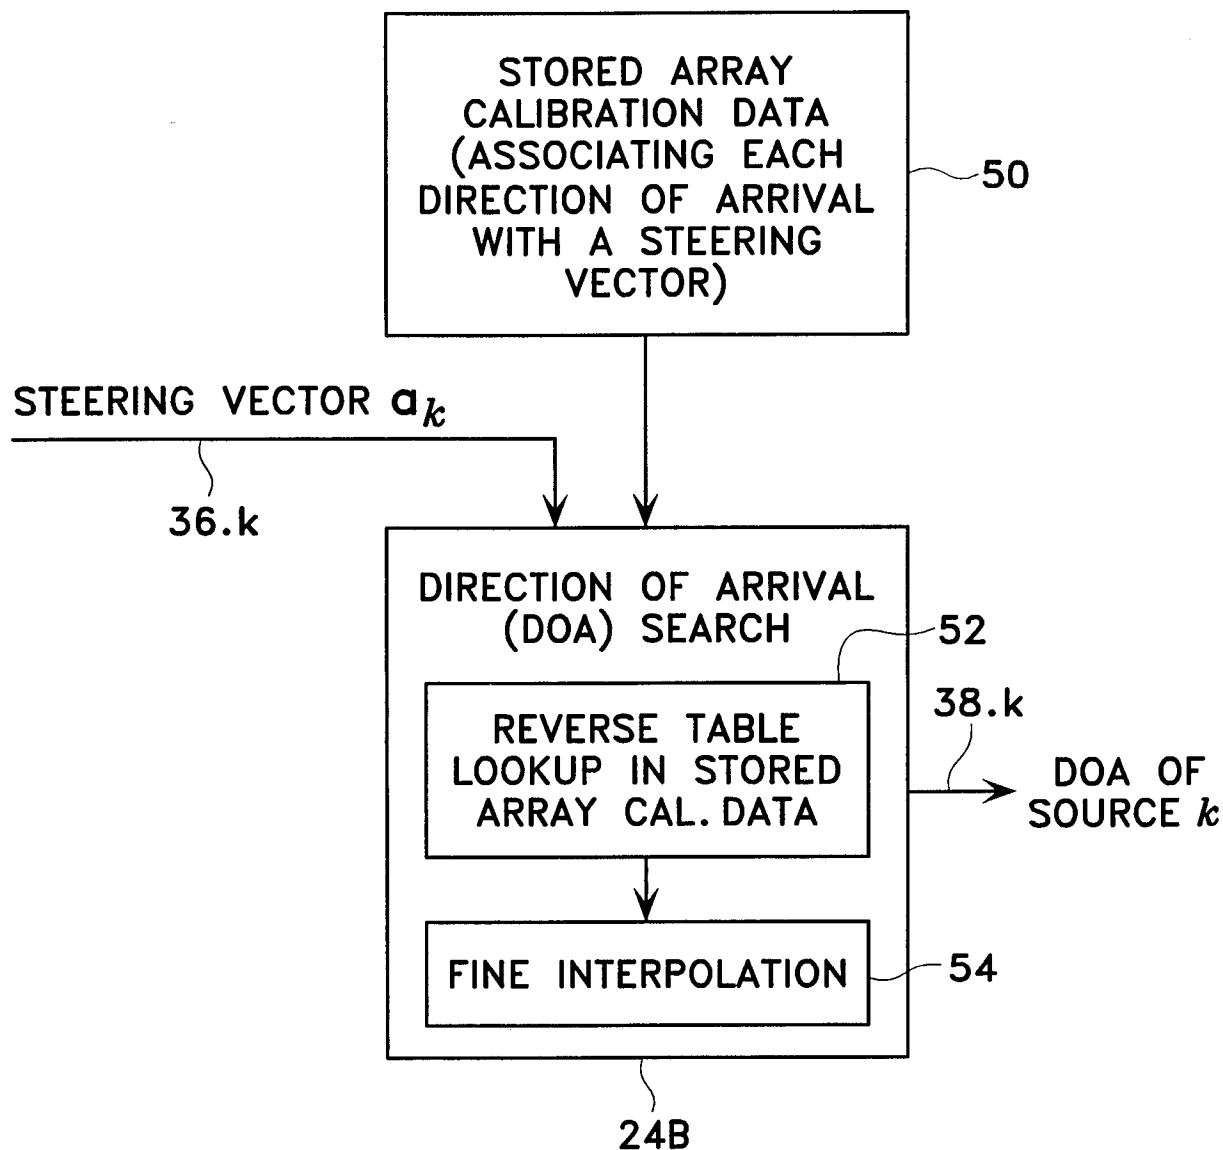 STORED ARRAY
CALIBRATION DATA
(ASSOCIATING EACH
DIRECTION OF ARRIVAL
WITH A STEERING
VECTOR)
50
STEERING VECTOR ak
36.k
DIRECTION OF ARRIVAL
(DOA) SEARCH
52
REVERSE TABLE
LOOKUP IN STORED
ARRAY CAL. DATA
38.k
DOA OF
SOURCE k
FINE INTERPOLATION
54
24B